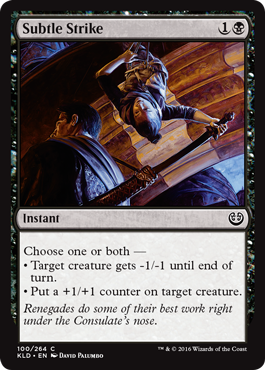 Subtle Strike 1
Instant
Choose one or both —
• Target creature gets -1/-1 until end of
turn.
• Put a +1/+1 counter on target creature.
Renegades do some of their best work right
under the Consulate's nose.
100/264 C
KLD • EN DAVID PALUMBO
™ & © 2016 Wizards of the Coast